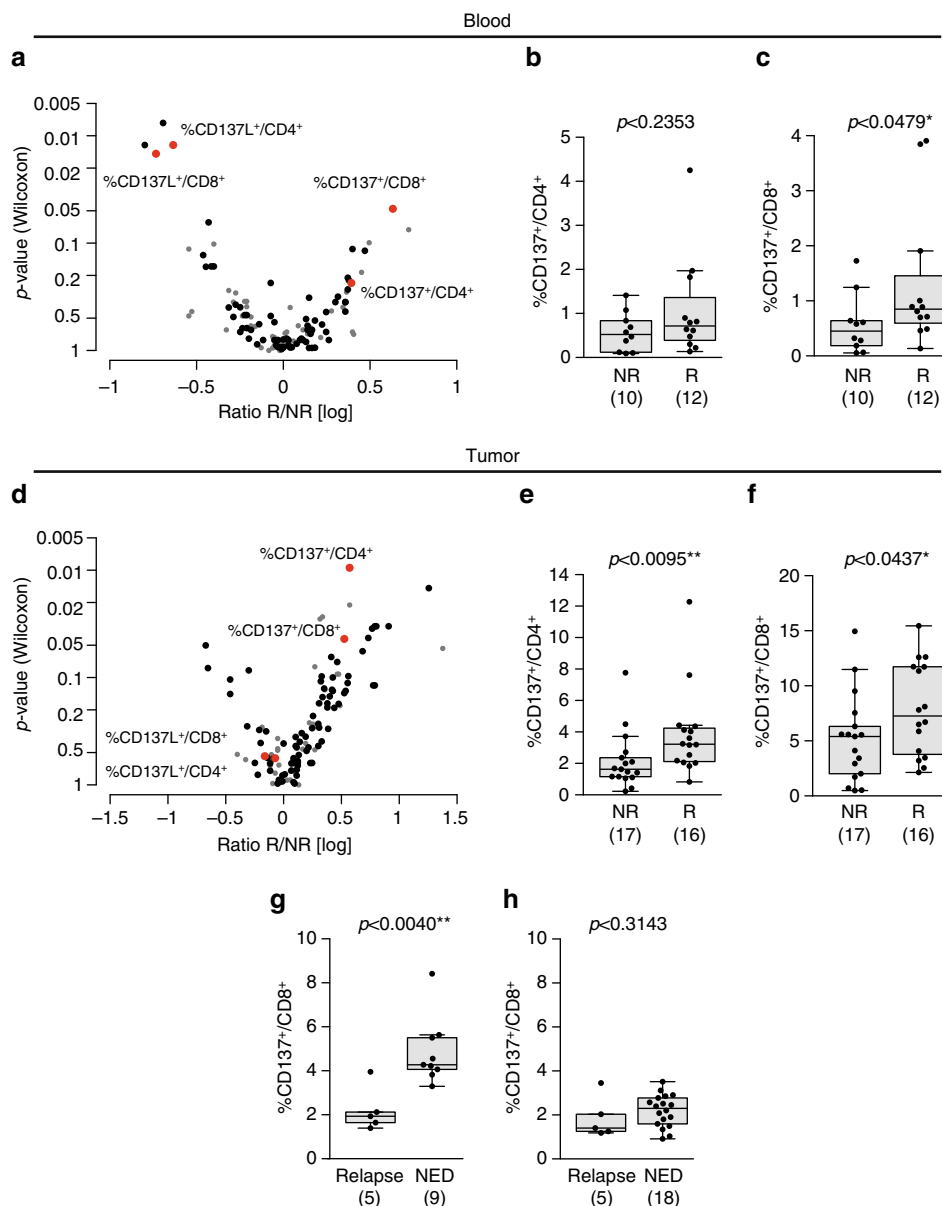 Blood
a
b
c
p-value (Wilcoxon)
0.005
0.01
0.02
0.05
0.1
0.2
0.5
1
%CD137L⁺/CD4⁺
%CD137L⁺/CD8⁺
%CD137⁺/CD8⁺
%CD137⁺/CD4⁺
−1
−0.5
0
0.5
1
Ratio R/NR [log]
p<0.2353
%CD137⁺/CD4⁺
5
4
3
2
1
0
NR
R
(10)
(12)
p<0.0479*
%CD137⁺/CD8⁺
4
2
1
0
NR
R
(10)
(12)
Tumor
d
e
f
p-value (Wilcoxon)
0.005
0.01
0.02
0.05
0.1
0.2
0.5
1
%CD137⁺/CD4⁺
%CD137⁺/CD8⁺
%CD137L⁺/CD8⁺
%CD137L⁺/CD4⁺
−1.5
−1
−0.5
0
0.5
1
1.5
Ratio R/NR [log]
p<0.0095**
%CD137⁺/CD4⁺
14
12
10
8
6
4
2
0
NR
R
(17)
(16)
p<0.0437*
%CD137⁺/CD8⁺
20
15
10
5
0
NR
R
(17)
(16)
g
h
p<0.0040**
%CD137⁺/CD8⁺
10
8
6
4
2
0
Relapse
NED
(5)
(9)
p<0.3143
%CD137⁺/CD8⁺
10
8
6
4
2
0
Relapse
NED
(5)
(18)